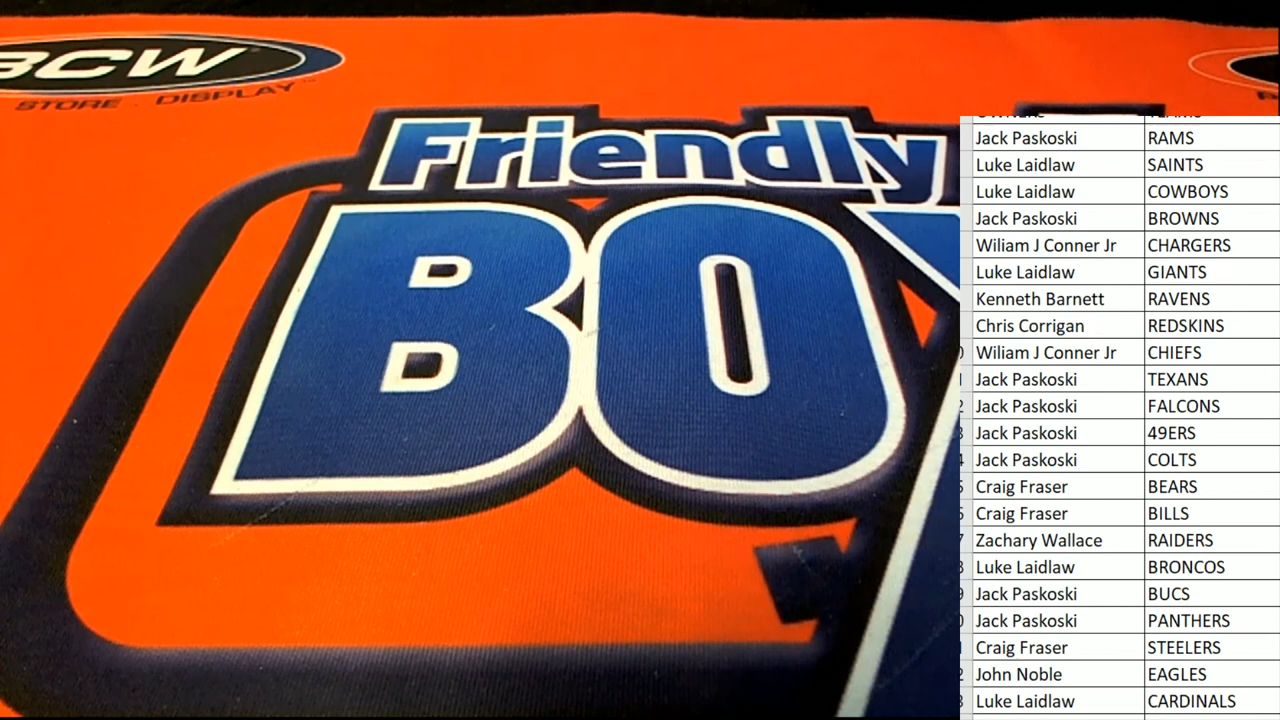 BCW
STORE · DISPLAY™
Friendly
BO
Jack Paskoski RAMS
Luke Laidlaw SAINTS
Luke Laidlaw COWBOYS
Jack Paskoski BROWNS
Wiliam J Conner Jr CHARGERS
Luke Laidlaw GIANTS
Kenneth Barnett RAVENS
Chris Corrigan REDSKINS
Wiliam J Conner Jr CHIEFS
Jack Paskoski TEXANS
Jack Paskoski FALCONS
Jack Paskoski 49ERS
Jack Paskoski COLTS
Craig Fraser BEARS
Craig Fraser BILLS
Zachary Wallace RAIDERS
Luke Laidlaw BRONCOS
Jack Paskoski BUCS
Jack Paskoski PANTHERS
Craig Fraser STEELERS
John Noble EAGLES
Luke Laidlaw CARDINALS